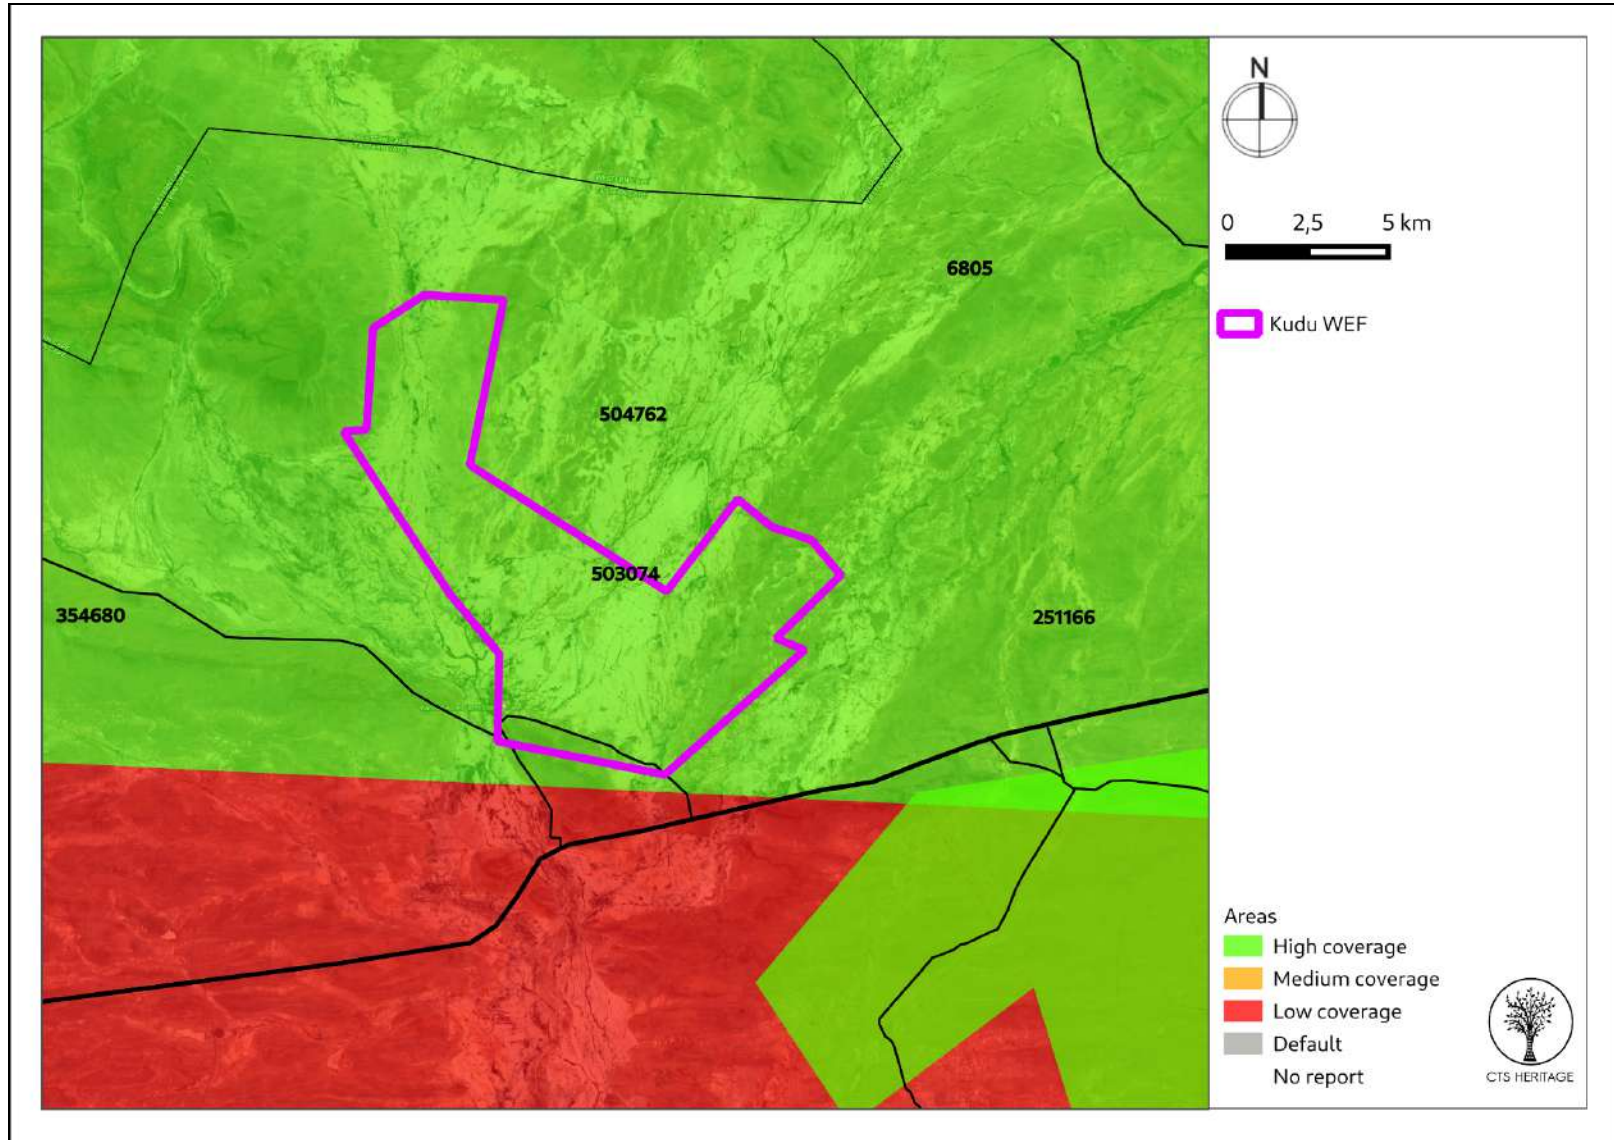 N
0 2,5 5 km
6805
Kudu WEF
504762
503074
354680
251166
Areas
High coverage
Medium coverage
Low coverage
Default
No report
CTS HERITAGE